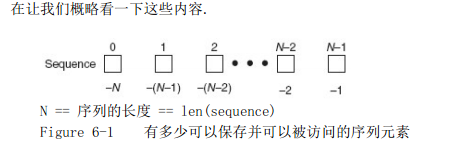 在让我们概略看一下这些内容.
0 1 2 N–2 N–1
Sequence
–N –(N–1) –(N–2) –2 –1
N == 序列的长度 == len(sequence)
Figure 6-1 有多少可以保存并可以被访问的序列元素